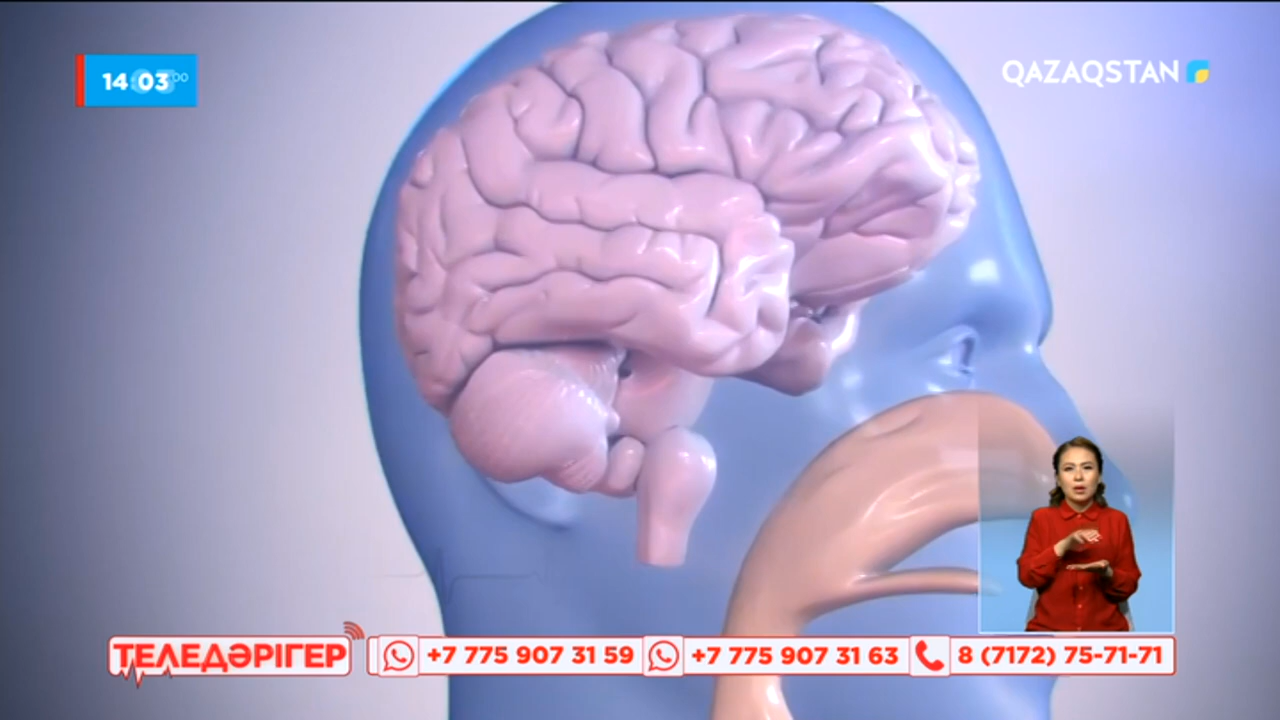 14:03
QAZAQSTAN
ТЕЛЕДӘРІГЕР
+7 775 907 31 59
+7 775 907 31 63
8 (7172) 75-71-71